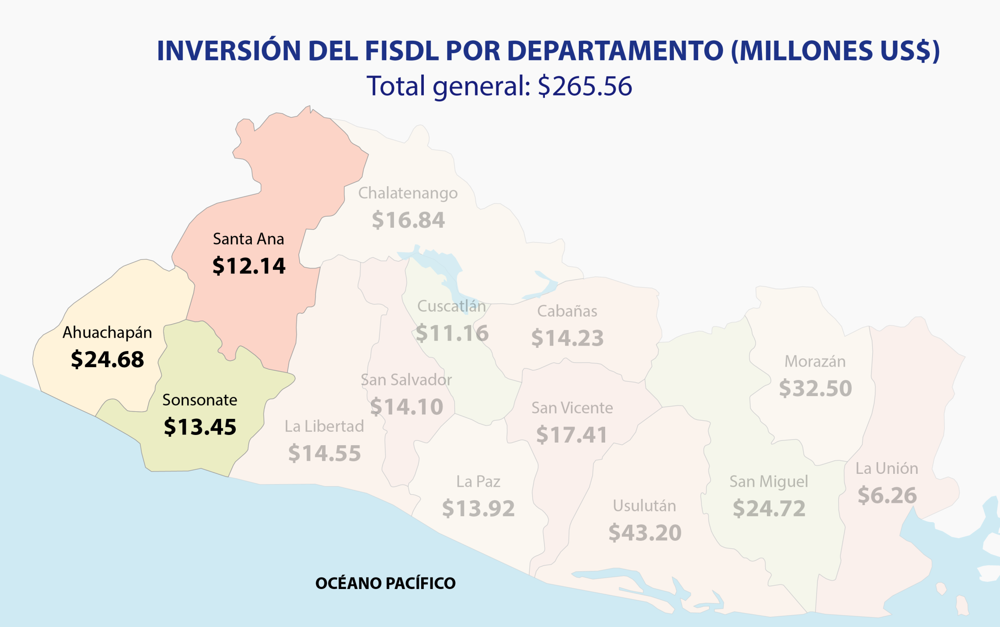 INVERSIÓN DEL FISDL POR DEPARTAMENTO (MILLONES US$)
Total general: $265.56
Chalatenango
$16.84
Santa Ana
$12.14
Cuscatlán
$11.16
Cabañas
$14.23
Ahuachapán
$24.68
Morazán
$32.50
San Salvador
$14.10
Sonsonate
$13.45
San Vicente
$17.41
La Libertad
$14.55
La Unión
$6.26
La Paz
$13.92
San Miguel
$24.72
Usulután
$43.20
OCÉANO PACÍFICO